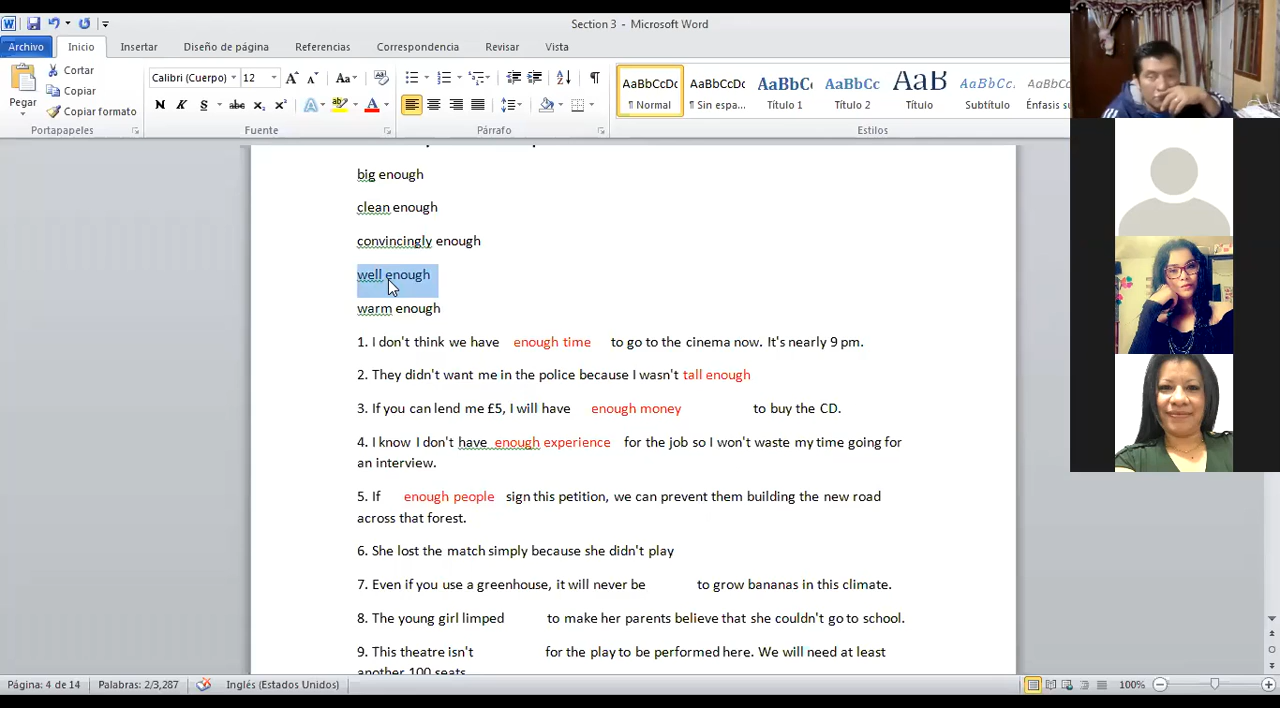 Section 3 - Microsoft Word
Archivo Inicio Insertar Diseño de página Referencias Correspondencia Revisar Vista
Pegar
Cortar
Copiar
Copiar formato
Calibri (Cuerpo) 12
AaBbCcDc AaBbCcDc AaBbC AaBbCc AaB AaBbCc. AaBbCc
¶ Normal ¶ Sin espa... Título 1 Título 2 Título Subtítulo Énfasis su
Portapapeles Fuente Párrafo Estilos
big enough
clean enough
convincingly enough
well enough
warm enough
1. I don't think we have enough time to go to the cinema now. It's nearly 9 pm.
2. They didn't want me in the police because I wasn't tall enough
3. If you can lend me £5, I will have enough money to buy the CD.
4. I know I don't have enough experience for the job so I won't waste my time going for
an interview.
5. If enough people sign this petition, we can prevent them building the new road
across that forest.
6. She lost the match simply because she didn't play
7. Even if you use a greenhouse, it will never be to grow bananas in this climate.
8. The young girl limped to make her parents believe that she couldn't go to school.
9. This theatre isn't for the play to be performed here. We will need at least
another 100 seats
Página: 4 de 14 Palabras: 2/3,287 Inglés (Estados Unidos) 100%